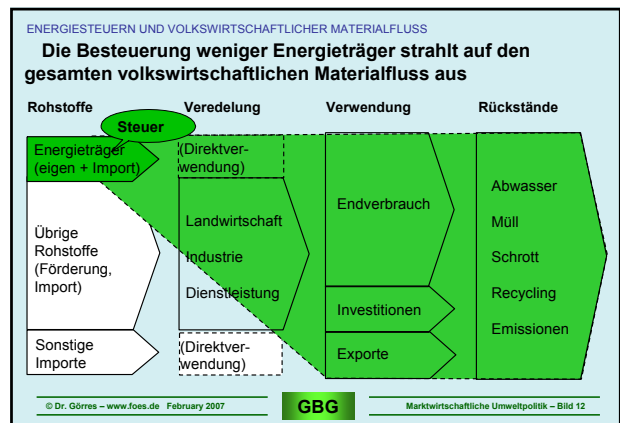 ENERGIESTEUERN UND VOLKSWIRTSCHAFTLICHER MATERIALFLUSS
Die Besteuerung weniger Energieträger strahlt auf den
gesamten volkswirtschaftlichen Materialfluss aus
Rohstoffe
Veredelung
Verwendung
Rückstände
Steuer
Energieträger
(eigen + Import)
Übrige
Rohstoffe
(Förderung,
Import)
Sonstige
Importe
(Direktver-
wendung)
Landwirtschaft
Industrie
Dienstleistung
(Direktver-
wendung)
Endverbrauch
Investitionen
Exporte
Abwasser
Müll
Schrott
Recycling
Emissionen
© Dr. Görres – www.foes.de February 2007
GBG
Marktwirtschaftliche Umweltpolitik – Bild 12